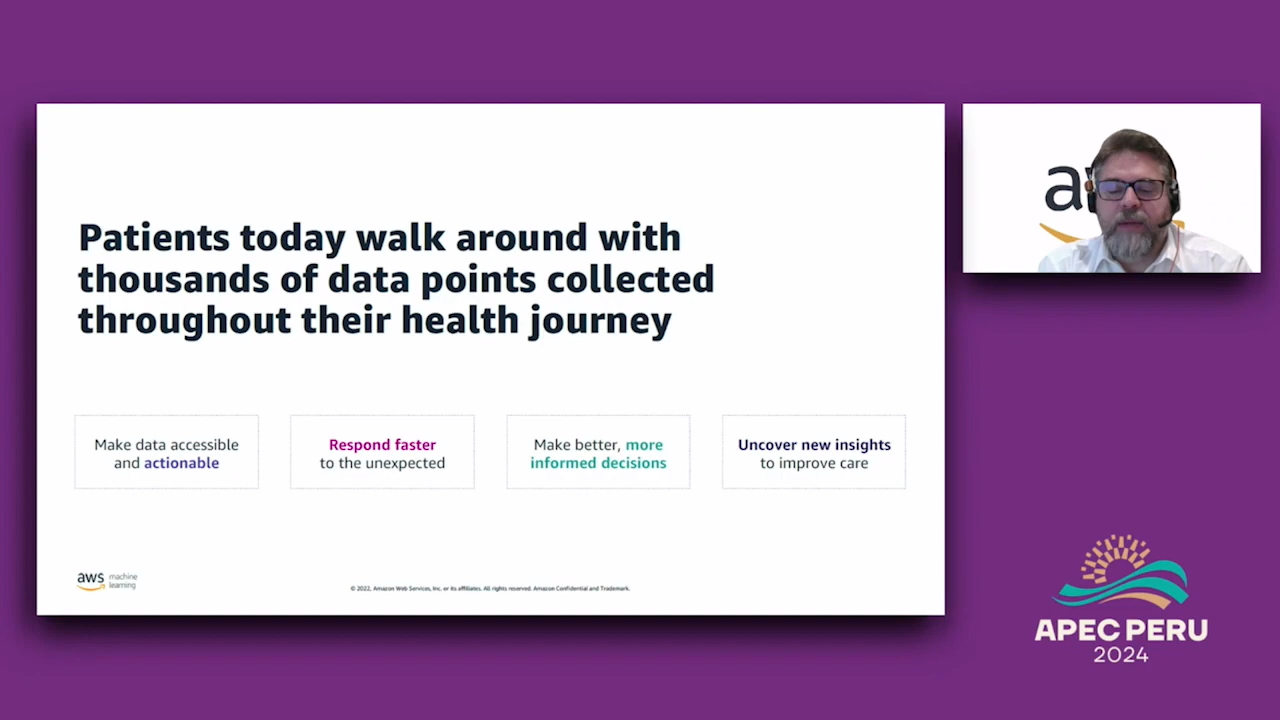 Patients today walk around with
thousands of data points collected
throughout their health journey
Make data accessible
and actionable
Respond faster
to the unexpected
Make better, more
informed decisions
Uncover new insights
to improve care
aws machine
learning
© 2022, Amazon Web Services, Inc. or its affiliates. All rights reserved. Amazon Confidential and Trademark.
a
APEC PERU
2024